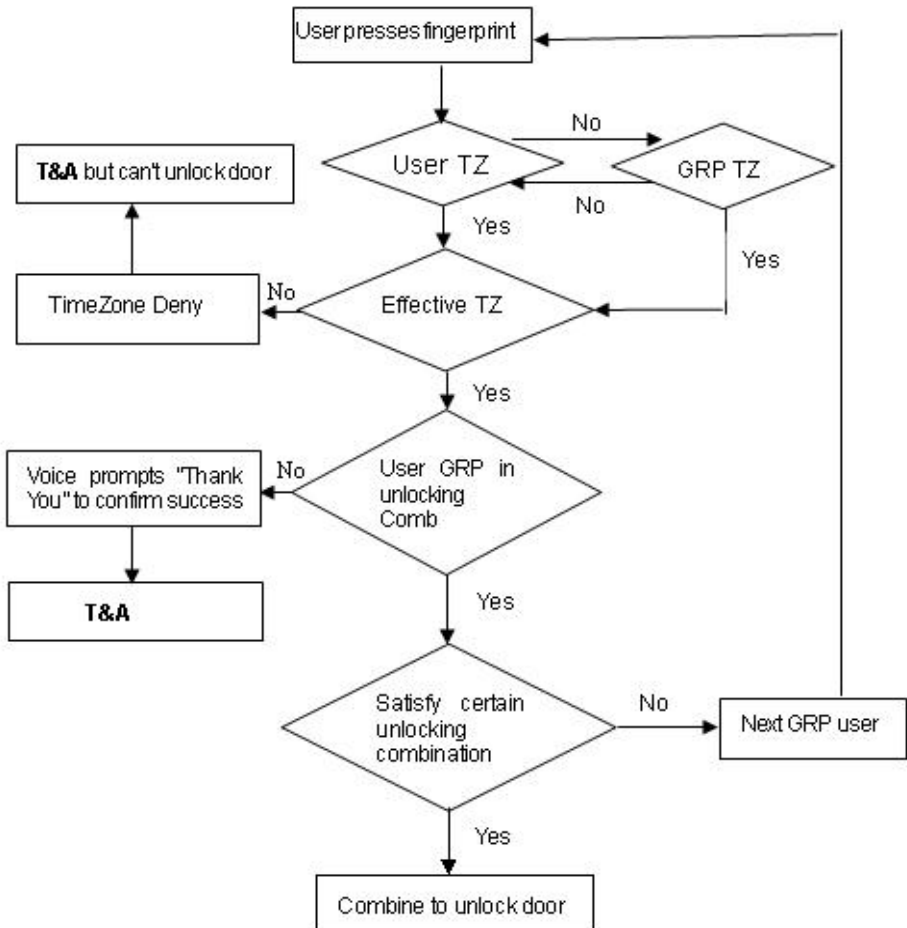 User presses fingerprint
No
User TZ
GRP TZ
T&A but can't unlock door
No
Yes
Yes
TimeZone Deny
No
Effective TZ
Yes
Voice prompts "Thank
You" to confirm success
No
User GRP in
unlocking
Comb
T&A
Yes
Satisfy certain
unlocking
combination
No
Next GRP user
Yes
Combine to unlock door